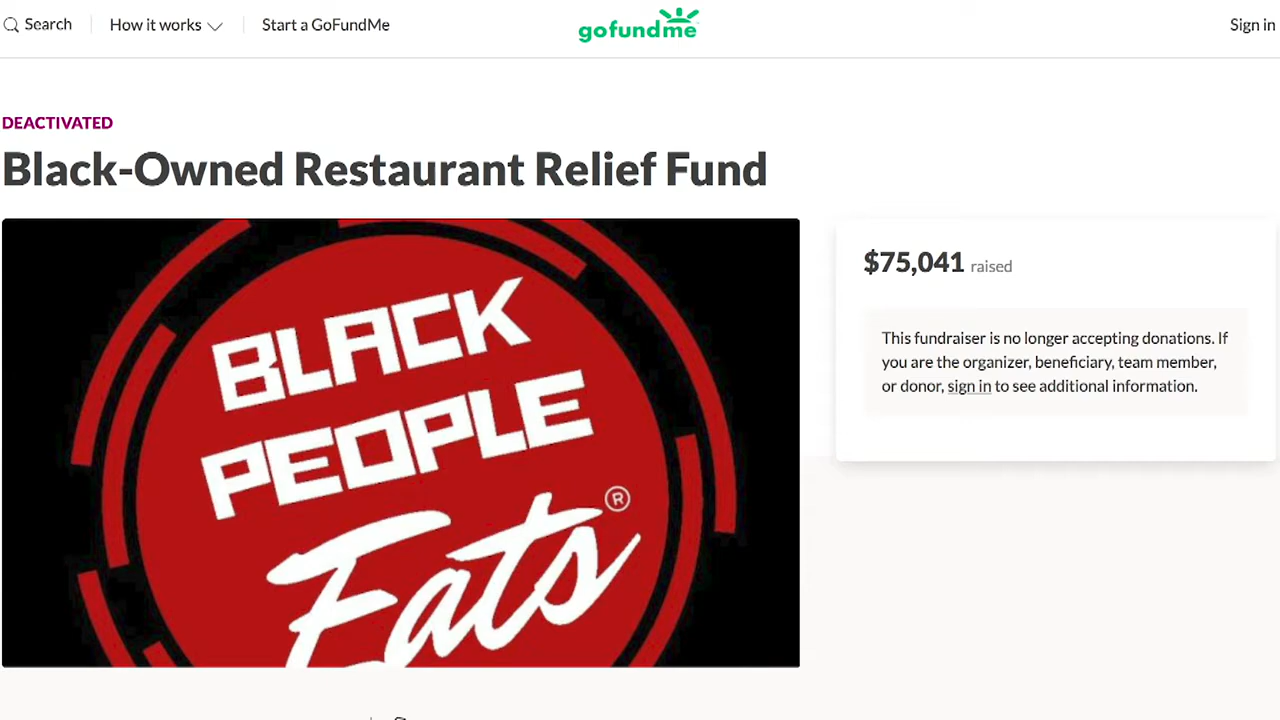 Search
How it works
Start a GoFundMe
gofundme
Sign in
DEACTIVATED
Black-Owned Restaurant Relief Fund
BLACK
PEOPLE
Eats®
$75,041 raised
This fundraiser is no longer accepting donations. If
you are the organizer, beneficiary, team member,
or donor, sign in to see additional information.